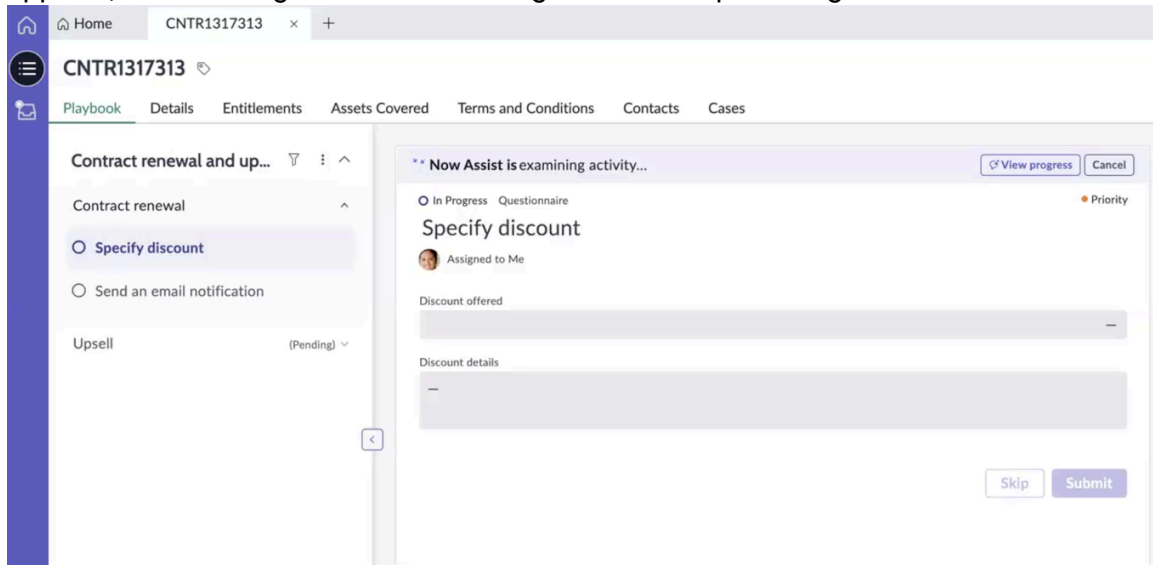 Home
CNTR1317313 × +
CNTR1317313
Playbook Details Entitlements Assets Covered Terms and Conditions Contacts Cases
Contract renewal and up...
Contract renewal
Specify discount
Send an email notification
Upsell (Pending)
Now Assist is examining activity... View progress Cancel
In Progress Questionnaire Priority
Specify discount
Assigned to Me
Discount offered
—
Discount details
—
Skip Submit